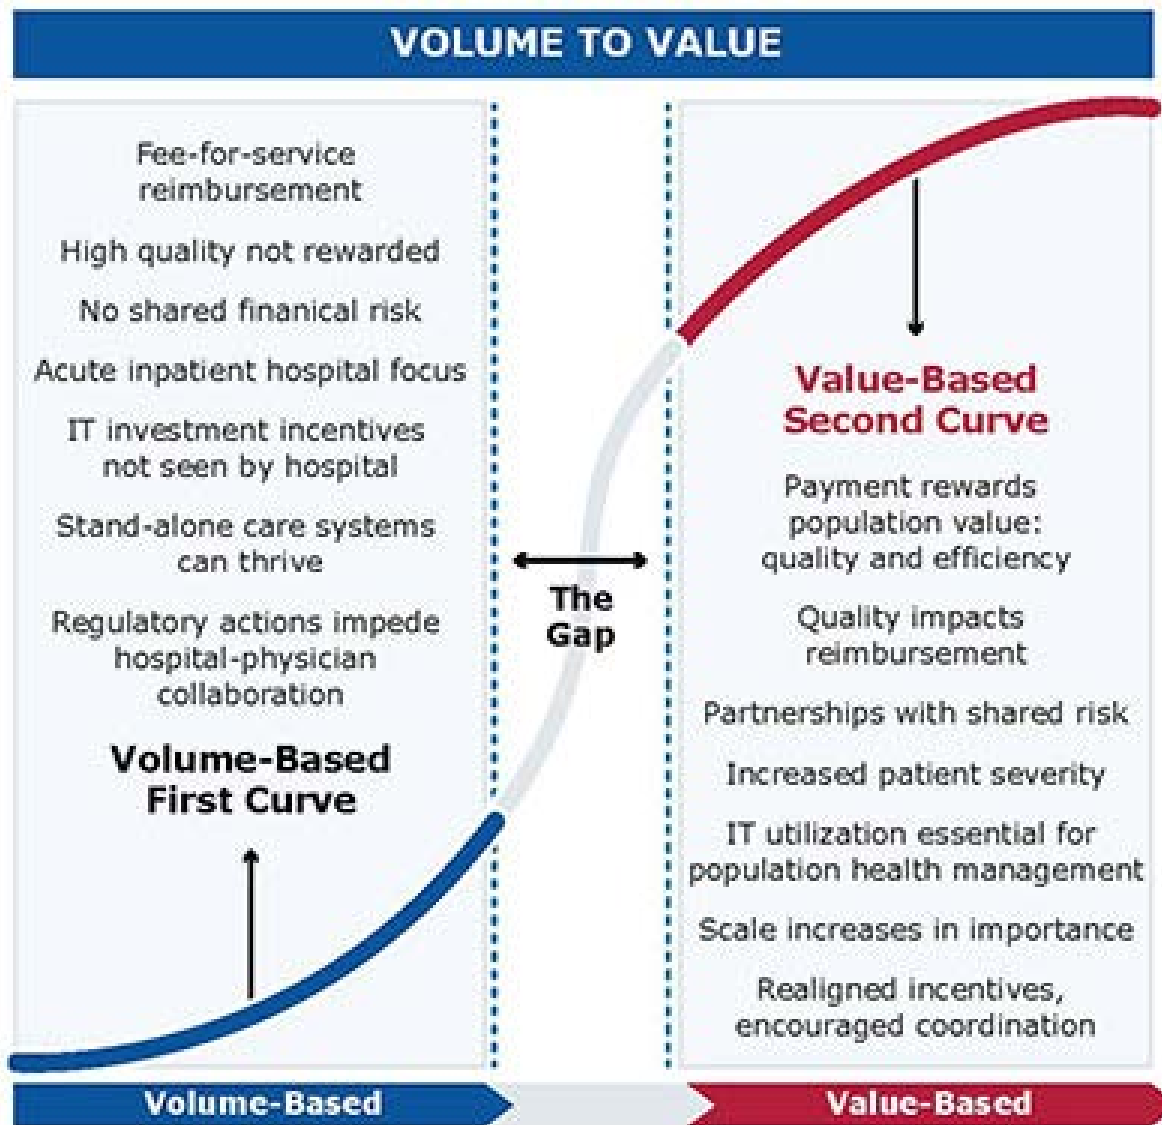 VOLUME TO VALUE
Fee-for-service
reimbursement
High quality not rewarded
No shared finanical risk
Acute inpatient hospital focus
IT investment incentives
not seen by hospital
Stand-alone care systems
can thrive
Regulatory actions impede
hospital-physician
collaboration
Volume-Based
First Curve
The
Gap
Value-Based
Second Curve
Payment rewards
population value:
quality and efficiency
Quality impacts
reimbursement
Partnerships with shared risk
Increased patient severity
IT utilization essential for
population health management
Scale increases in importance
Realigned incentives,
encouraged coordination
Volume-Based
Value-Based